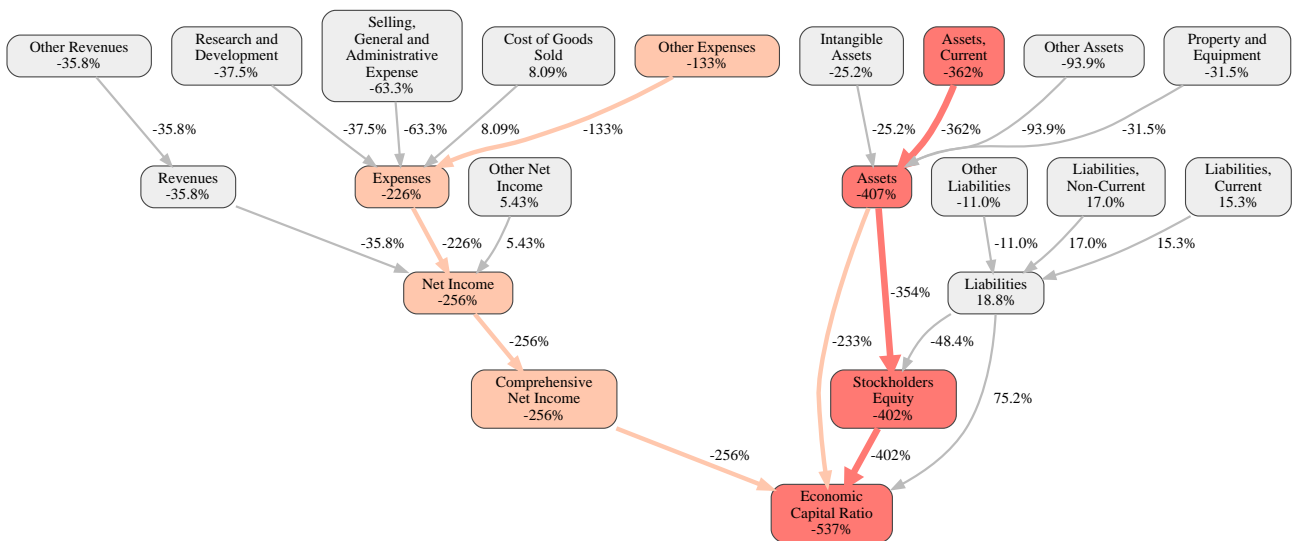 Other Revenues
-35.8%
Research and
Development
-37.5%
Selling,
General and
Administrative
Expense
-63.3%
Cost of Goods
Sold
8.09%
Other Expenses
-133%
Intangible
Assets
-25.2%
Assets,
Current
-362%
Other Assets
-93.9%
Property and
Equipment
-31.5%
-35.8%
-37.5%
-63.3%
8.09%
-133%
-25.2%
-362%
-93.9%
-31.5%
Revenues
-35.8%
Expenses
-226%
Other Net
Income
5.43%
Assets
-407%
Other
Liabilities
-11.0%
Liabilities,
Non-Current
17.0%
Liabilities,
Current
15.3%
-35.8%
-226%
5.43%
-11.0%
17.0%
15.3%
Net Income
-256%
-354%
Liabilities
18.8%
-256%
-233%
-48.4%
Comprehensive
Net Income
-256%
Stockholders
Equity
-402%
75.2%
-256%
-402%
Economic
Capital Ratio
-537%